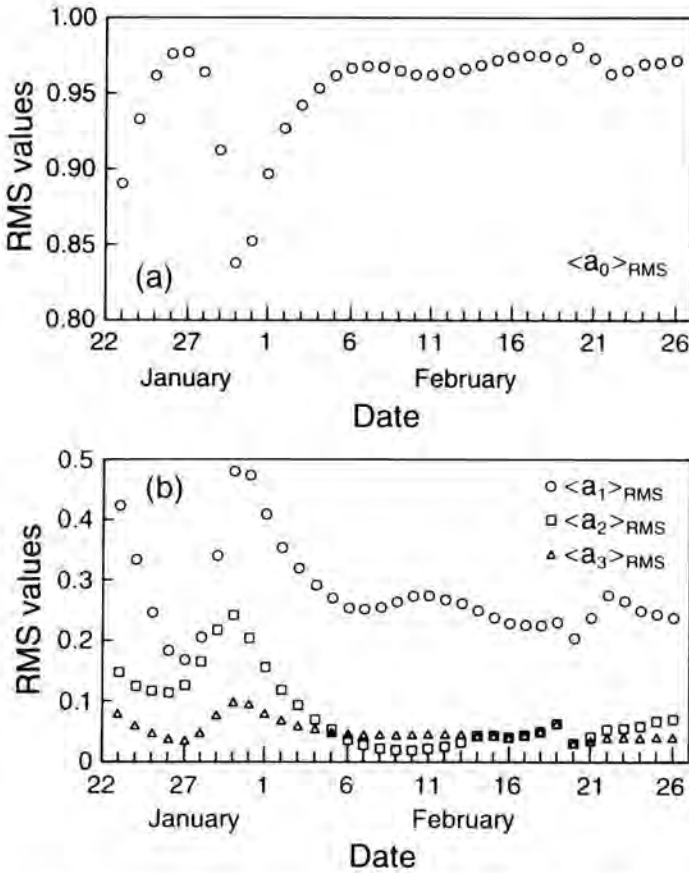 1.00
0.95
0.90
0.85
0.80
RMS values
(a)
<a0>RMS
22 27 1 6 11 16 21 26
January February
Date
0.5
0.4
0.3
0.2
0.1
0
RMS values
(b)
<a1>RMS
<a2>RMS
<a3>RMS
22 27 1 6 11 16 21 26
January February
Date